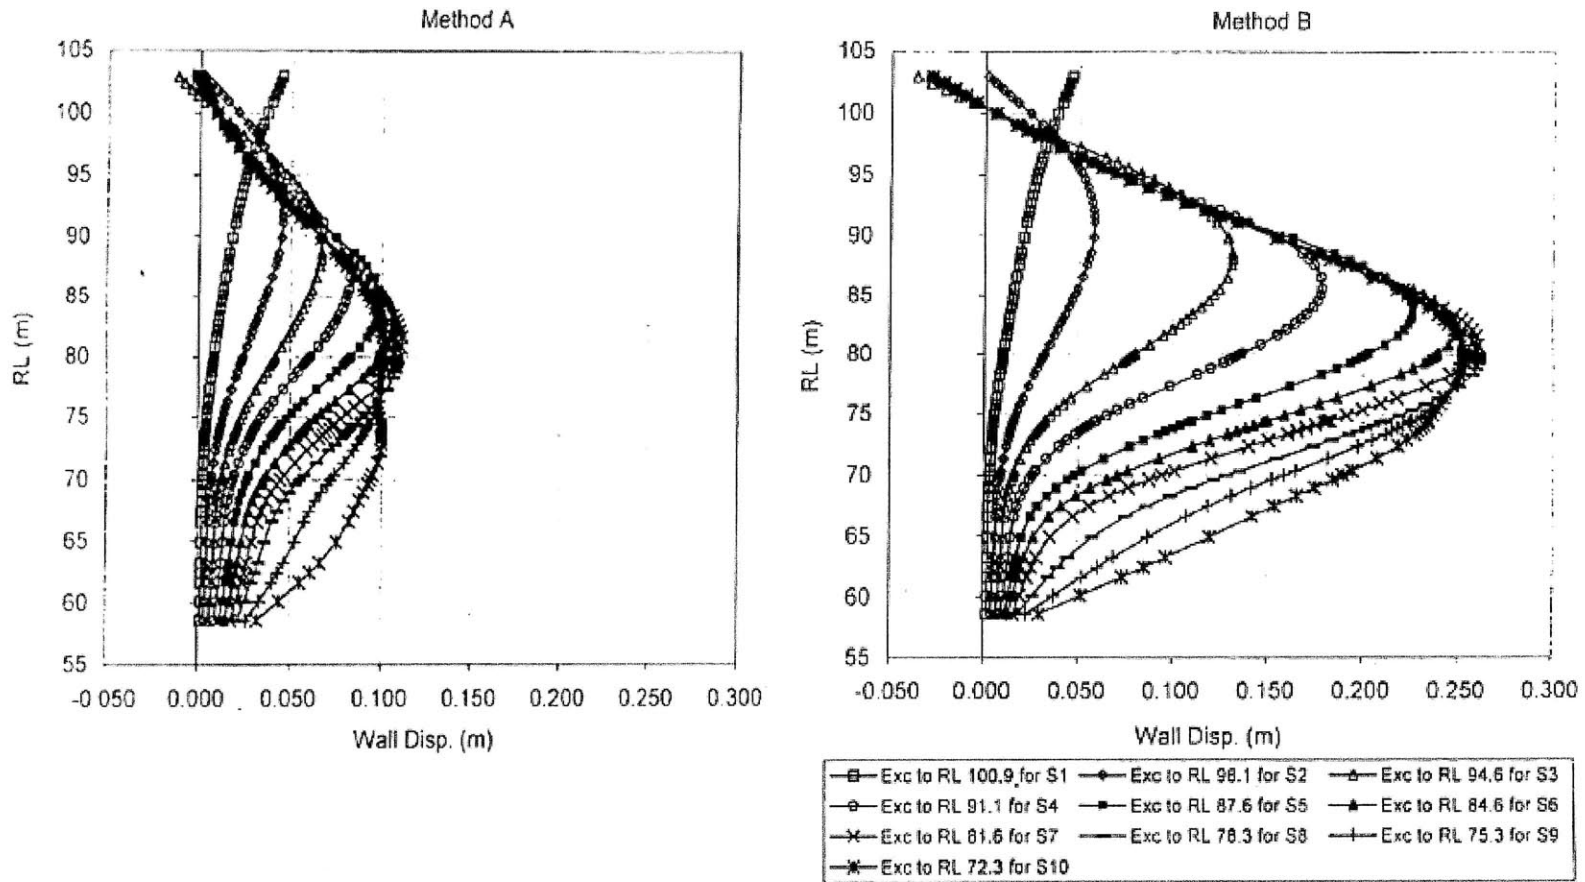 Method A
105
100
95
90
85
80
75
70
65
60
55
RL (m)
-0.050 0.000 0.050 0.100 0.150 0.200 0.250 0.300
Wall Disp. (m)
Method B
105
100
95
90
85
80
75
70
65
60
55
RL (m)
-0.050 0.000 0.050 0.100 0.150 0.200 0.250 0.300
Wall Disp. (m)
Exc to RL 100.9 for S1 Exc to RL 98.1 for S2 Exc to RL 94.6 for S3
Exc to RL 91.1 for S4 Exc to RL 87.6 for S5 Exc to RL 84.6 for S6
Exc to RL 81.6 for S7 Exc to RL 78.3 for S8 Exc to RL 75.3 for S9
Exc to RL 72.3 for S10